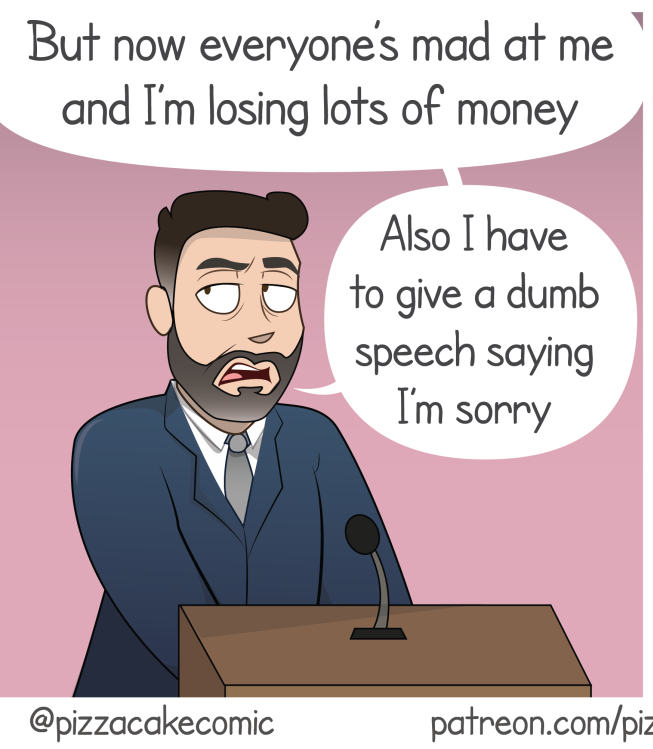 But now everyone's mad at me
and I'm losing lots of money
Also I have
to give a dumb
speech saying
I'm sorry
@pizzacakecomic
patreon.com/piz